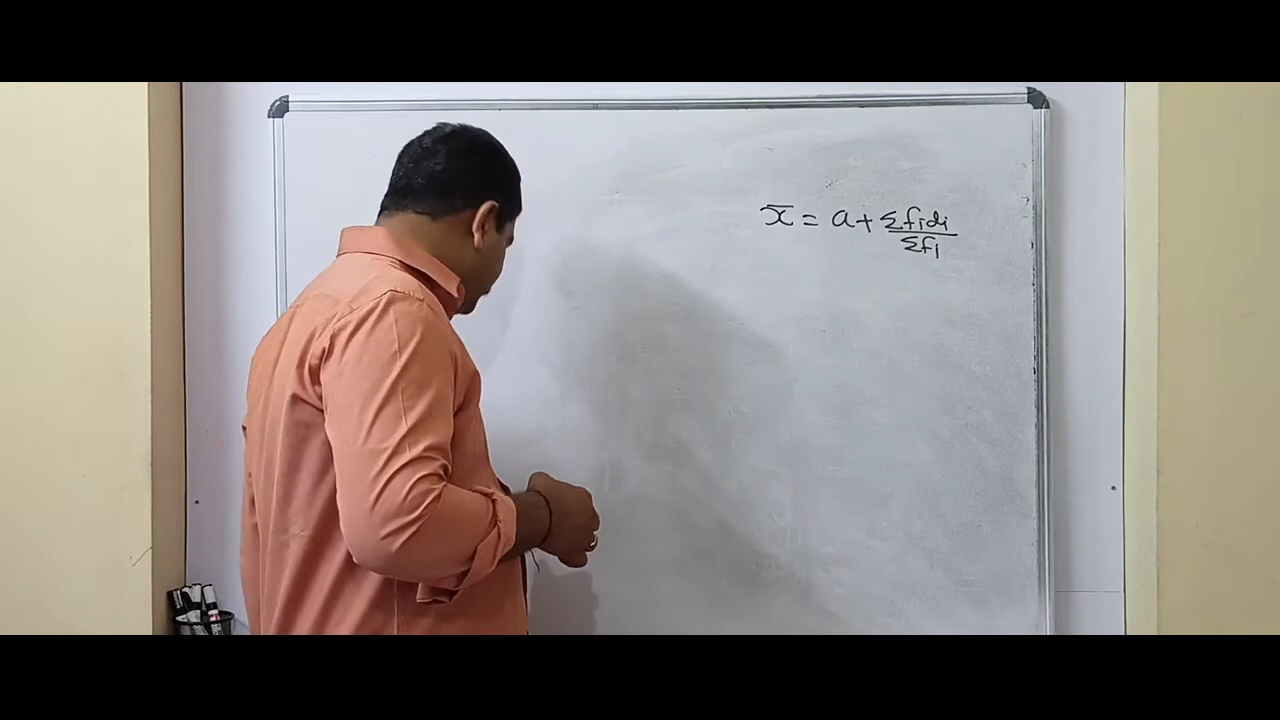 x̄ = a + Σfidi
Σfi